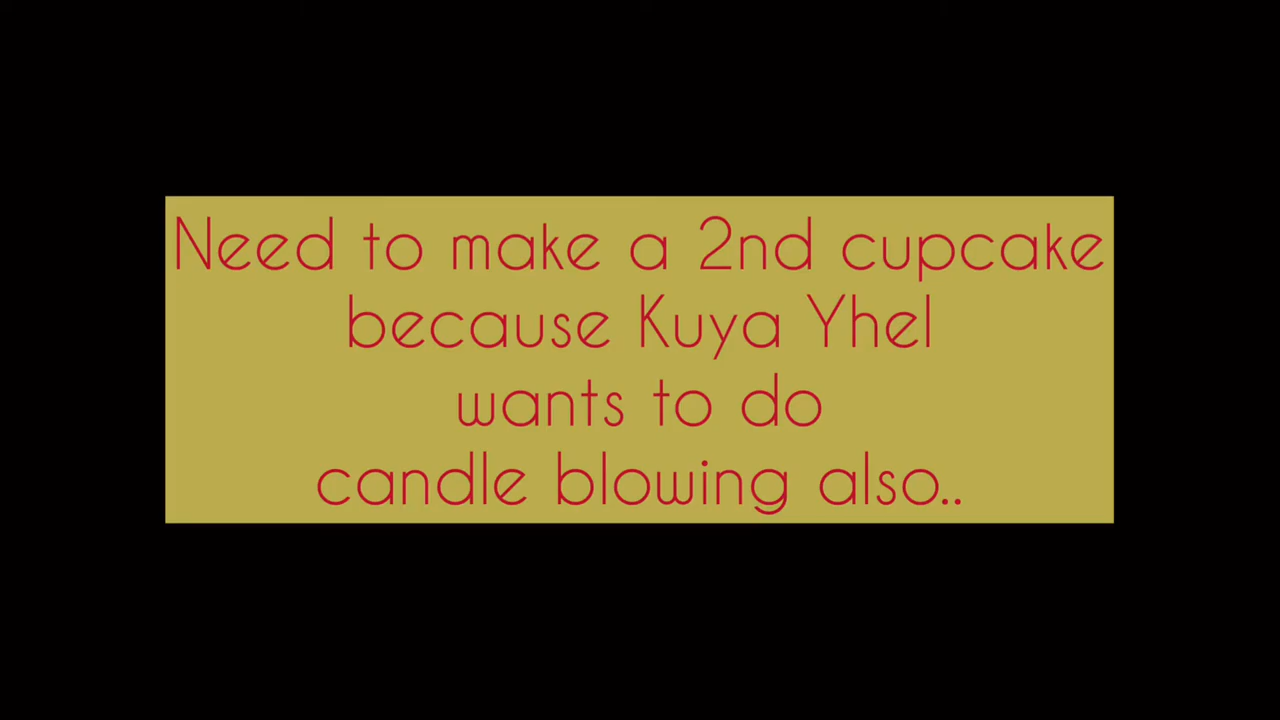 Need to make a 2nd cupcake
because Kuya Yhel
wants to do
candle blowing also..